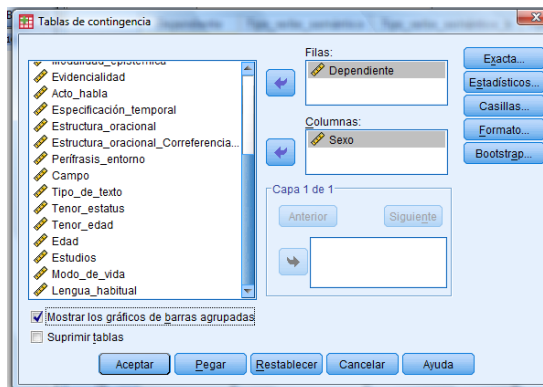 Tablas de contingencia
Modalidad_epistémica
Evidencialidad
Acto_habla
Especificación_temporal
Estructura_oracional
Estructura_oracional_Correferencia...
Perífrasis_entorno
Campo
Tipo_de_texto
Tenor_estatus
Tenor_edad
Edad
Estudios
Modo_de_vida
Lengua_habitual
Filas:
Dependiente
Columnas:
Sexo
Capa 1 de 1
Anterior
Siguiente
Exacta...
Estadísticos...
Casillas...
Formato...
Bootstrap...
Mostrar los gráficos de barras agrupadas
Suprimir tablas
Aceptar
Pegar
Restablecer
Cancelar
Ayuda